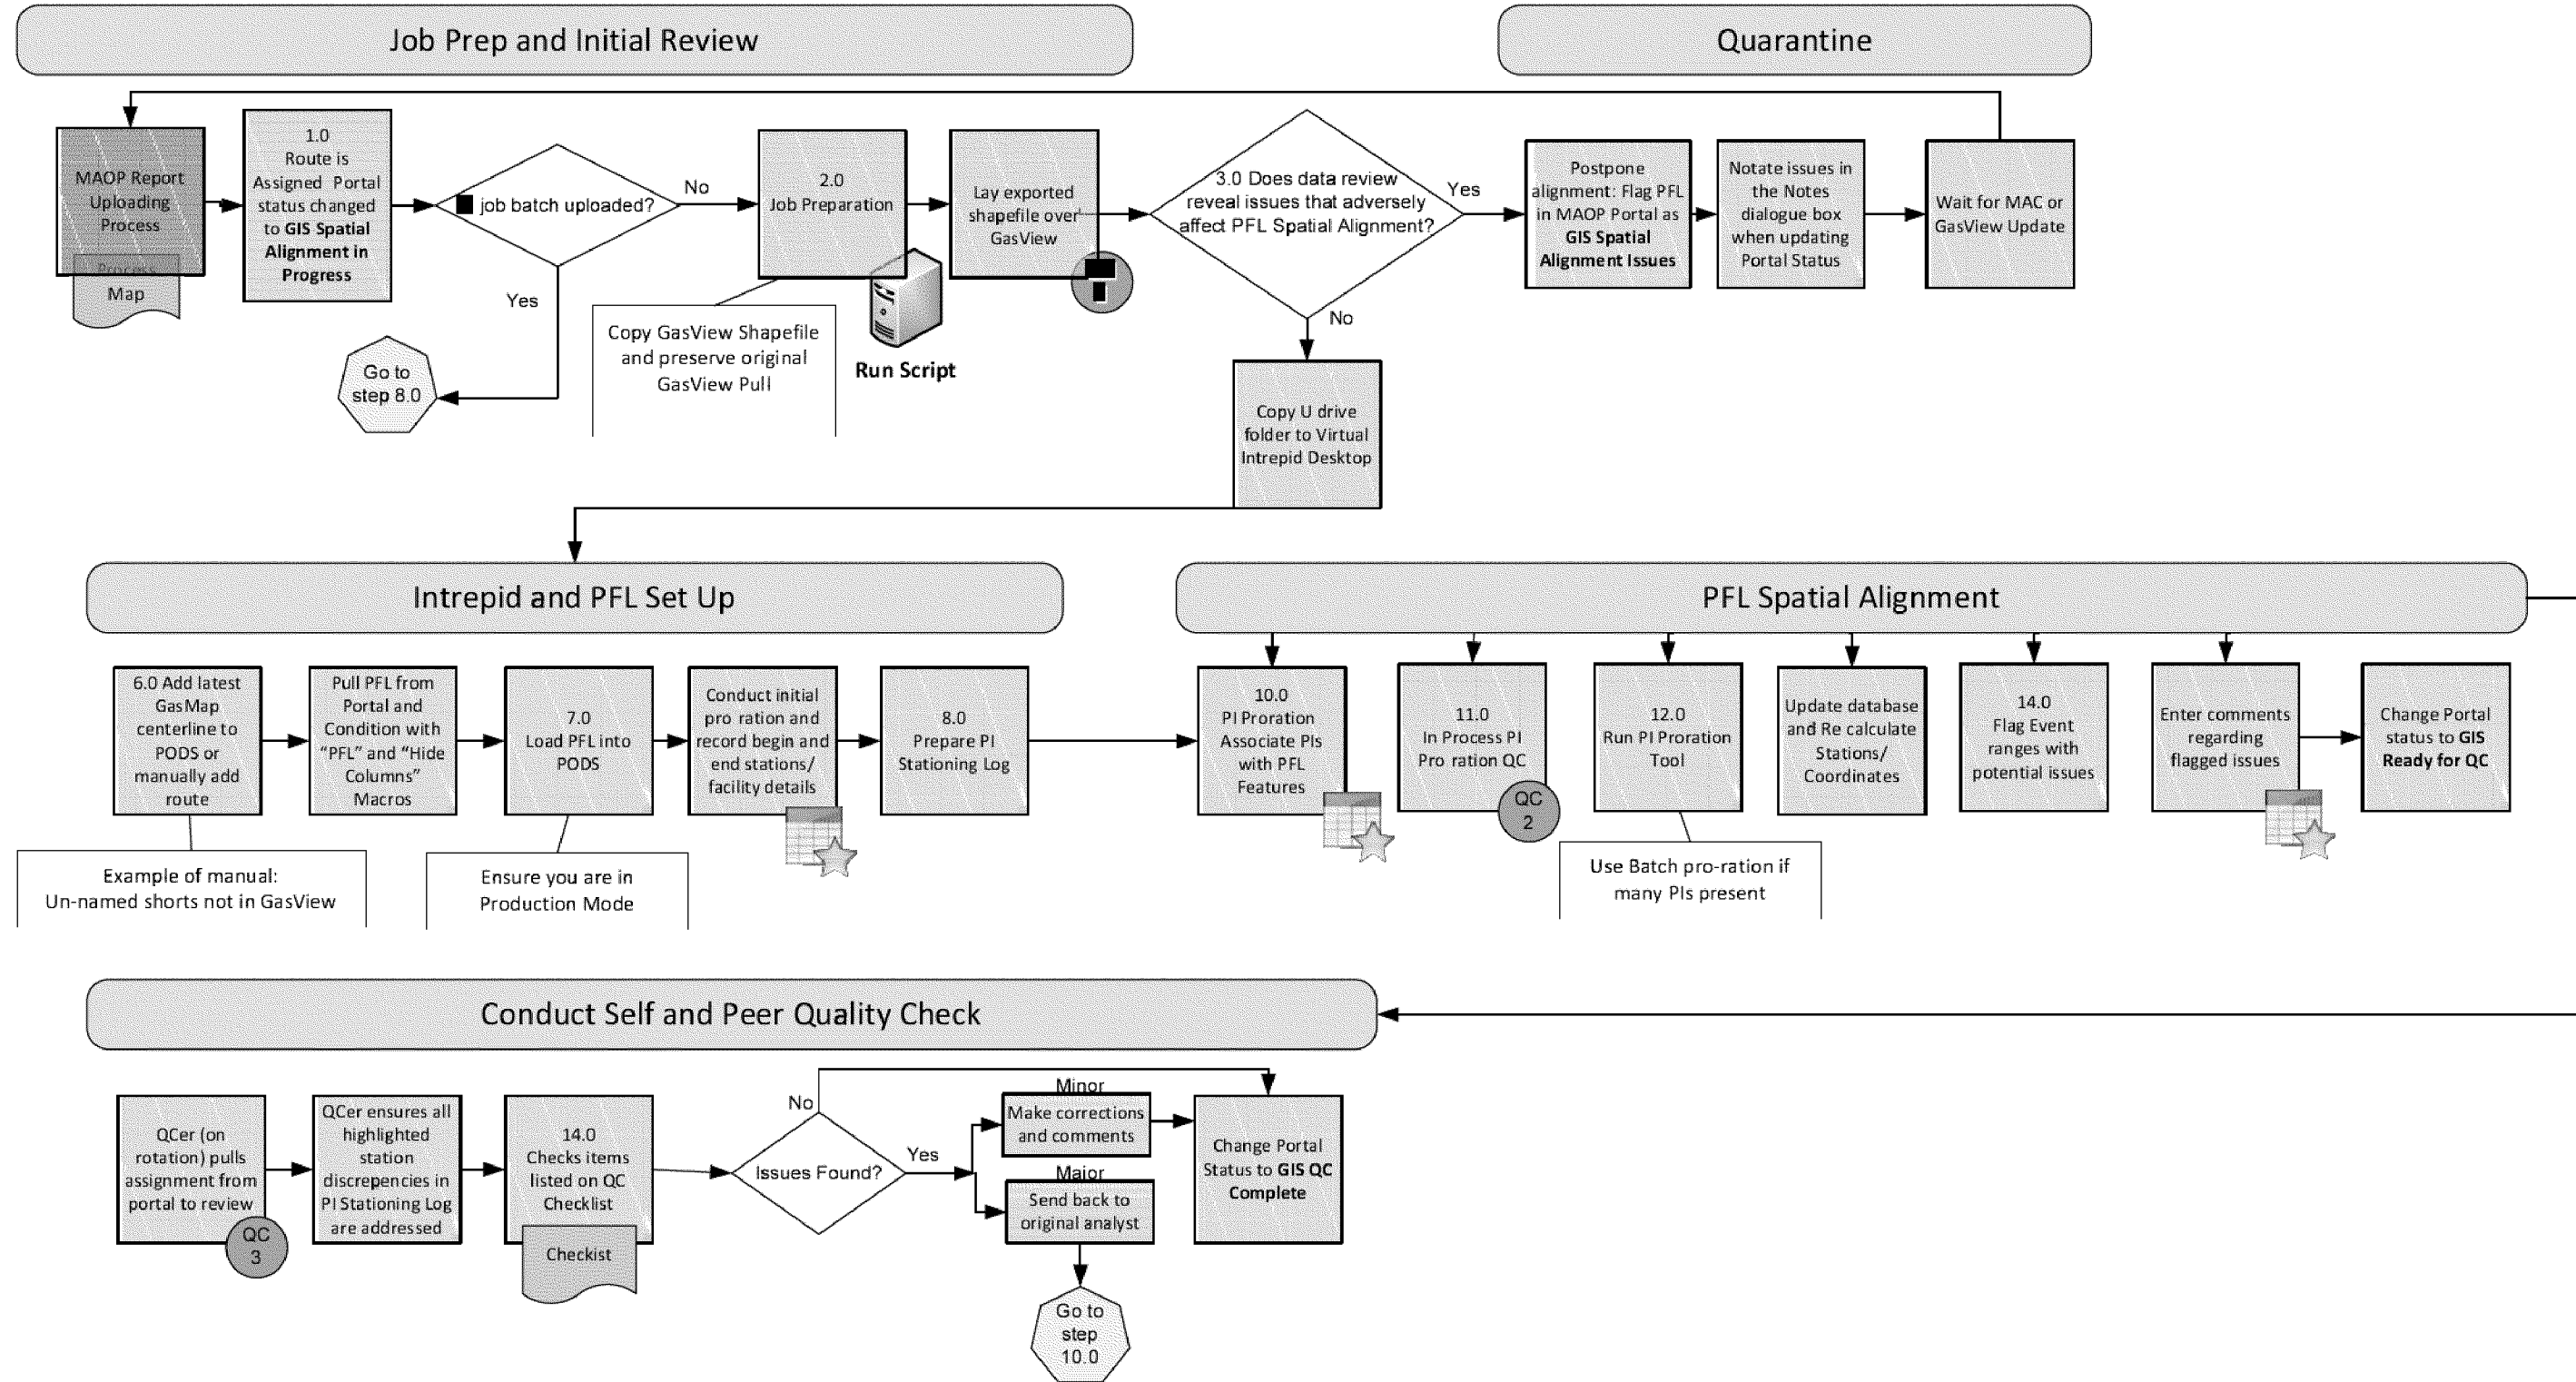 Job Prep and Initial Review
Quarantine
MAOP Report
Uploading
Process
Process
Map
1.0
Route is
Assigned Portal
status changed
to GIS Spatial
Alignment in
Progress
job batch uploaded?
No
Yes
Go to
step 8.0
2.0
Job Preparation
Copy GasView Shapefile
and preserve original
GasView Pull
Run Script
Lay exported
shapefile over
GasView
3.0 Does data review
reveal issues that adversely
affect PFL Spatial Alignment?
Yes
No
Postpone
alignment: Flag PFL
in MAOP Portal as
GIS Spatial
Alignment Issues
Notate issues in
the Notes
dialogue box
when updating
Portal Status
Wait for MAC or
GasView Update
Copy U drive
folder to Virtual
Intrepid Desktop
Intrepid and PFL Set Up
PFL Spatial Alignment
6.0 Add latest
GasMap
centerline to
PODS or
manually add
route
Example of manual:
Un-named shorts not in GasView
Pull PFL from
Portal and
Condition with
“PFL” and “Hide
Columns”
Macros
7.0
Load PFL into
PODS
Ensure you are in
Production Mode
Conduct initial
pro ration and
record begin and
end stations/
facility details
8.0
Prepare PI
Stationing Log
10.0
PI Proration
Associate PIs
with PFL
Features
11.0
In Process PI
Pro ration QC
QC
2
12.0
Run PI Proration
Tool
Use Batch pro-ration if
many PIs present
Update database
and Re calculate
Stations/
Coordinates
14.0
Flag Event
ranges with
potential issues
Enter comments
regarding
flagged issues
Change Portal
status to GIS
Ready for QC
Conduct Self and Peer Quality Check
QCer (on
rotation) pulls
assignment from
portal to review
QC
3
QCer ensures all
highlighted
station
discrepencies in
PI Stationing Log
are addressed
14.0
Checks items
listed on QC
Checklist
Checkist
Issues Found?
No
Yes
Minor
Make corrections
and comments
Major
Send back to
original analyst
Go to
step
10.0
Change Portal
Status to GIS QC
Complete